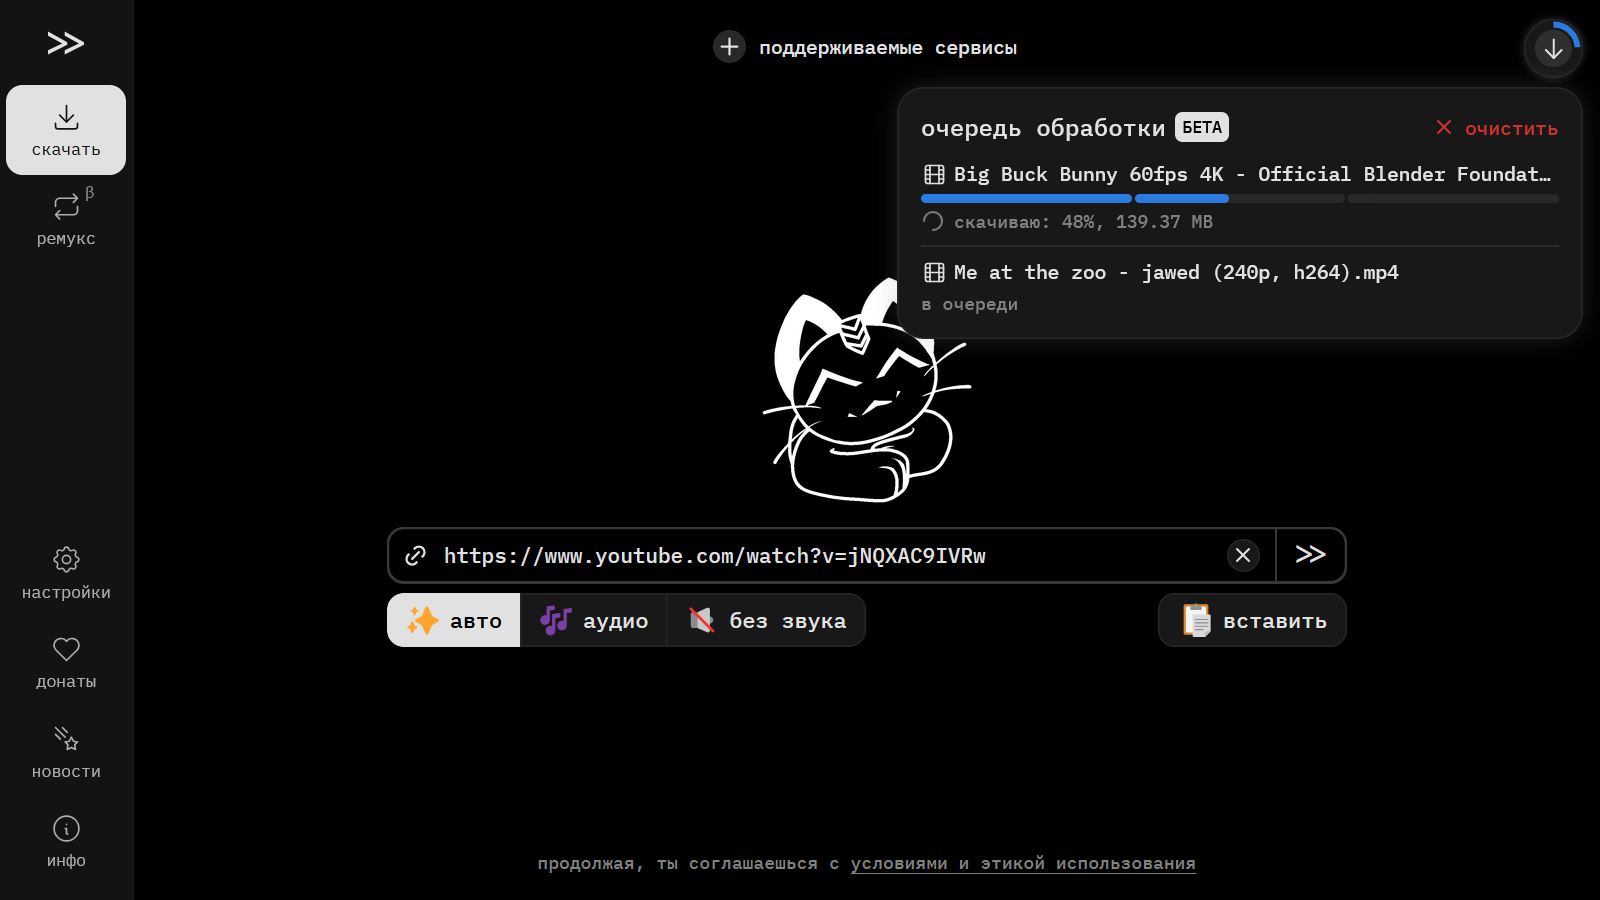 поддерживаемые сервисы
скачать
β
ремукс
очередь обработки БЕТА
очистить
Big Buck Bunny 60fps 4K - Official Blender Foundat…
скачиваю: 48%, 139.37 MB
Me at the zoo - jawed (240p, h264).mp4
в очереди
https://www.youtube.com/watch?v=jNQXAC9IVRw
авто
аудио
без звука
вставить
настройки
донаты
новости
инфо
продолжая, ты соглашаешься с условиями и этикой использования